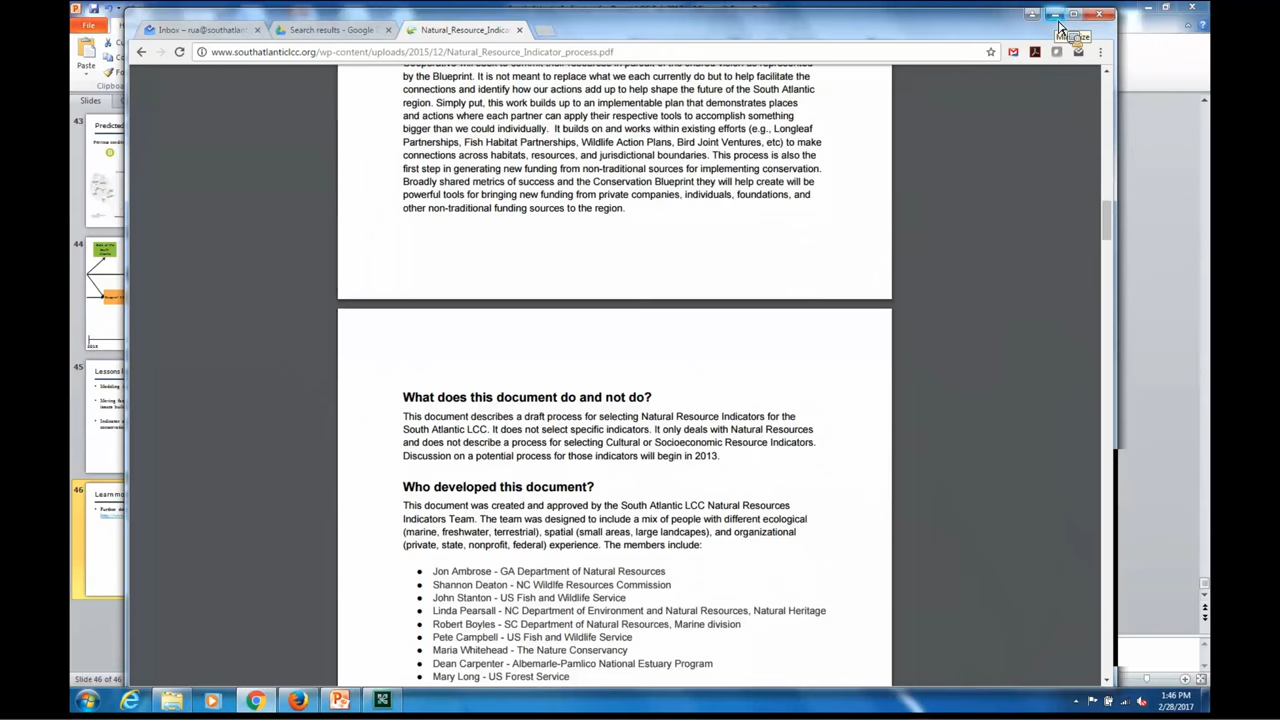 File
Inbox – rua@southatlant
Search results - Google
Natural_Resource_Indica
www.southatlanticlcc.org/wp-content/uploads/2015/12/Natural_Resource_Indicator_process.pdf
Paste
Clipboard
Slides
43
Predicted
44
2013
45
Lessons l
46
Learn mo
Slide 46 of 46
by the Blueprint. It is not meant to replace what we each currently do but to help facilitate the
connections and identify how our actions add up to help shape the future of the South Atlantic
region. Simply put, this work builds up to an implementable plan that demonstrates places
and actions where each partner can apply their respective tools to accomplish something
bigger than we could individually. It builds on and works within existing efforts (e.g., Longleaf
Partnerships, Fish Habitat Partnerships, Wildlife Action Plans, Bird Joint Ventures, etc) to make
connections across habitats, resources, and jurisdictional boundaries. This process is also the
first step in generating new funding from non-traditional sources for implementing conservation.
Broadly shared metrics of success and the Conservation Blueprint they will help create will be
powerful tools for bringing new funding from private companies, individuals, foundations, and
other non-traditional funding sources to the region.
What does this document do and not do?
This document describes a draft process for selecting Natural Resource Indicators for the
South Atlantic LCC. It does not select specific indicators. It only deals with Natural Resources
and does not describe a process for selecting Cultural or Socioeconomic Resource Indicators.
Discussion on a potential process for those indicators will begin in 2013.
Who developed this document?
This document was created and approved by the South Atlantic LCC Natural Resources
Indicators Team. The team was designed to include a mix of people with different ecological
(marine, freshwater, terrestrial), spatial (small areas, large landscapes), and organizational
(private, state, nonprofit, federal) experience. The members include:
● Jon Ambrose - GA Department of Natural Resources
● Shannon Deaton - NC Wildlfe Resources Commission
● John Stanton - US Fish and Wildlife Service
● Linda Pearsall - NC Department of Environment and Natural Resources, Natural Heritage
● Robert Boyles - SC Department of Natural Resources, Marine division
● Pete Campbell - US Fish and Wildlife Service
● Maria Whitehead - The Nature Conservancy
● Dean Carpenter - Albemarle-Pamlico National Estuary Program
● Mary Long - US Forest Service
1:46 PM
2/28/2017